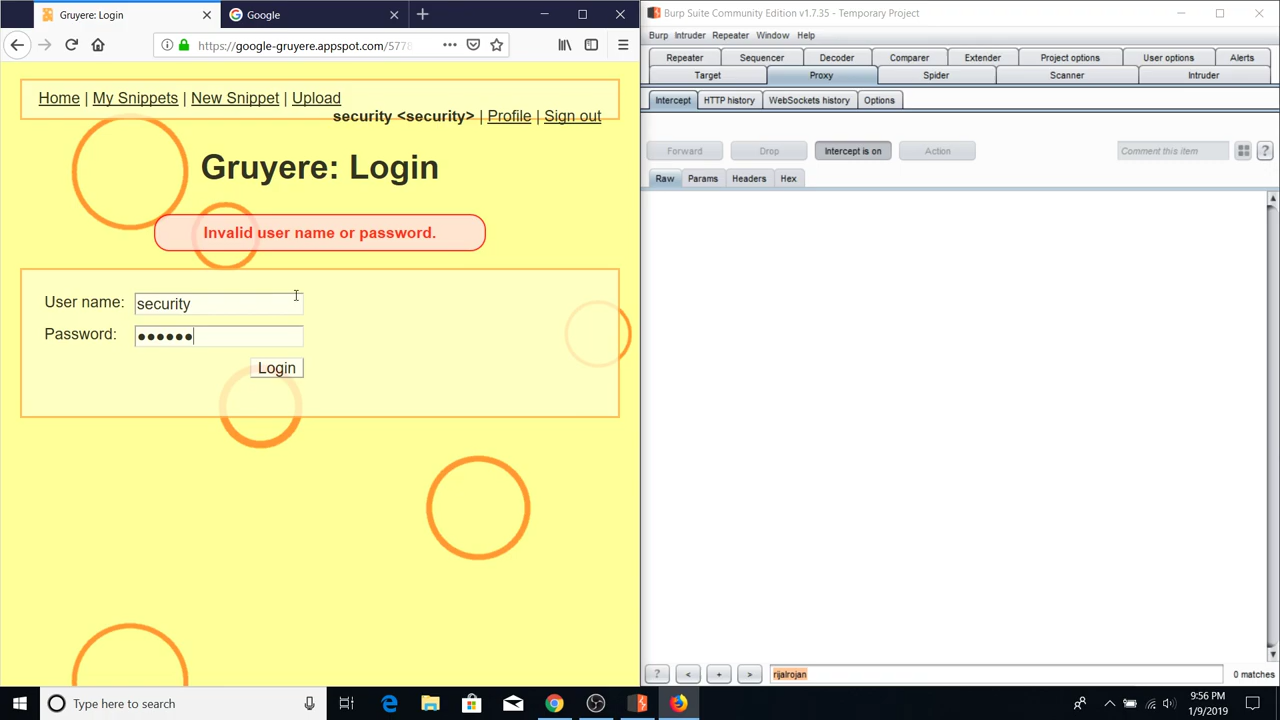 Gruyere: Login
Google
https://google-gruyere.appspot.com/5778
Home | My Snippets | New Snippet | Upload
security <security> | Profile | Sign out
Gruyere: Login
Invalid user name or password.
User name: security
Password: ●●●●●●
Login
Burp Suite Community Edition v1.7.35 - Temporary Project
Burp Intruder Repeater Window Help
Repeater Sequencer Decoder Comparer Extender Project options User options Alerts
Target Proxy Spider Scanner Intruder
Intercept HTTP history WebSockets history Options
Forward Drop Intercept is on Action Comment this item ?
Raw Params Headers Hex
? < + > rijalrojan 0 matches
Type here to search
9:56 PM
1/9/2019